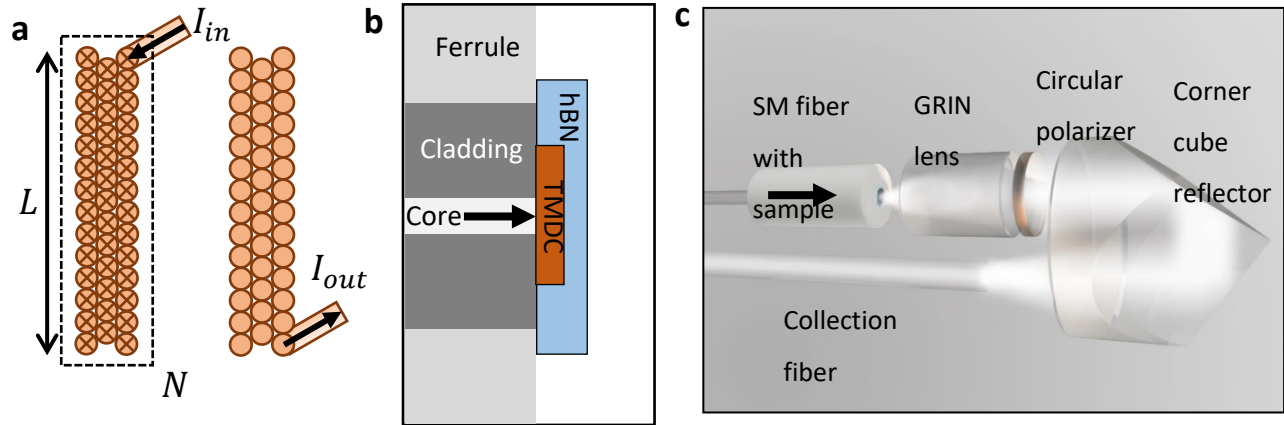 a
I_in
L
N
I_out
b
Ferrule
Cladding
Core
TMDC
hBN
c
SM fiber
with
sample
GRIN
lens
Circular
polarizer
Corner
cube
reflector
Collection
fiber